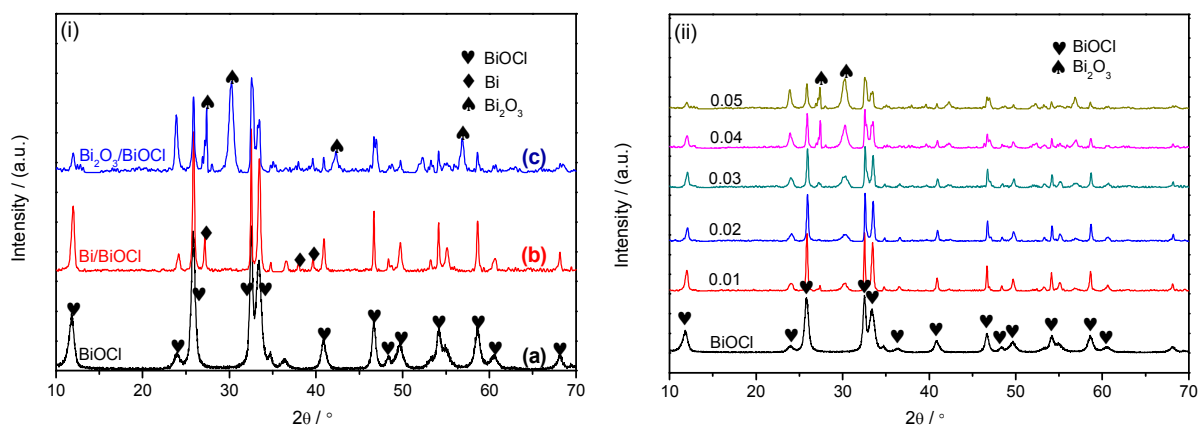 (i)
BiOCl
Bi
Bi₂O₃
Bi₂O₃/BiOCl
(c)
Bi/BiOCl
(b)
BiOCl
(a)
Intensity / (a.u.)
10 20 30 40 50 60 70
2θ / °
(ii)
BiOCl
Bi₂O₃
0.05
0.04
0.03
0.02
0.01
BiOCl
Intensity / (a.u.)
10 20 30 40 50 60 70
2θ / °